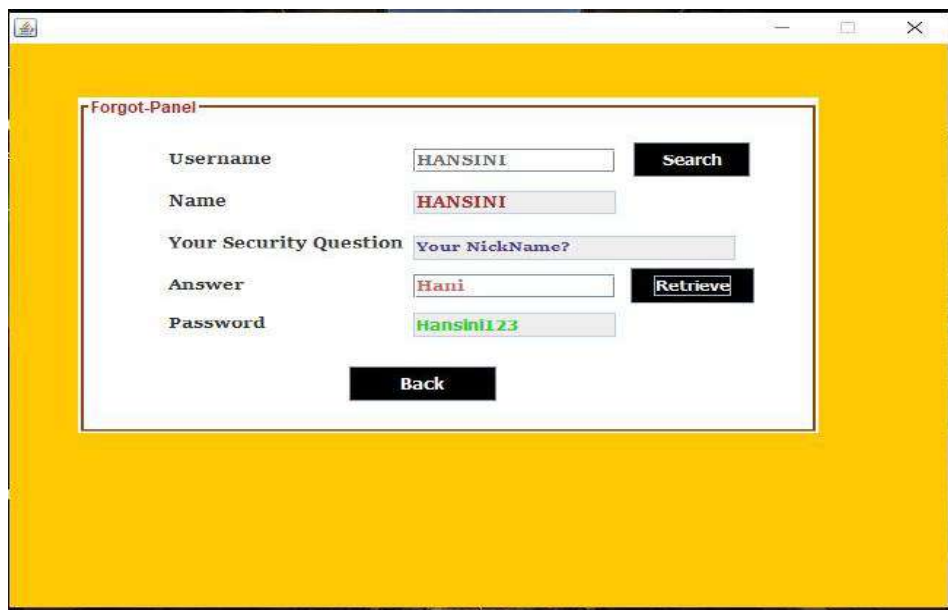 Forgot-Panel
Username HANSINI Search
Name HANSINI
Your Security Question Your NickName?
Answer Hani Retrieve
Password Hansini123
Back